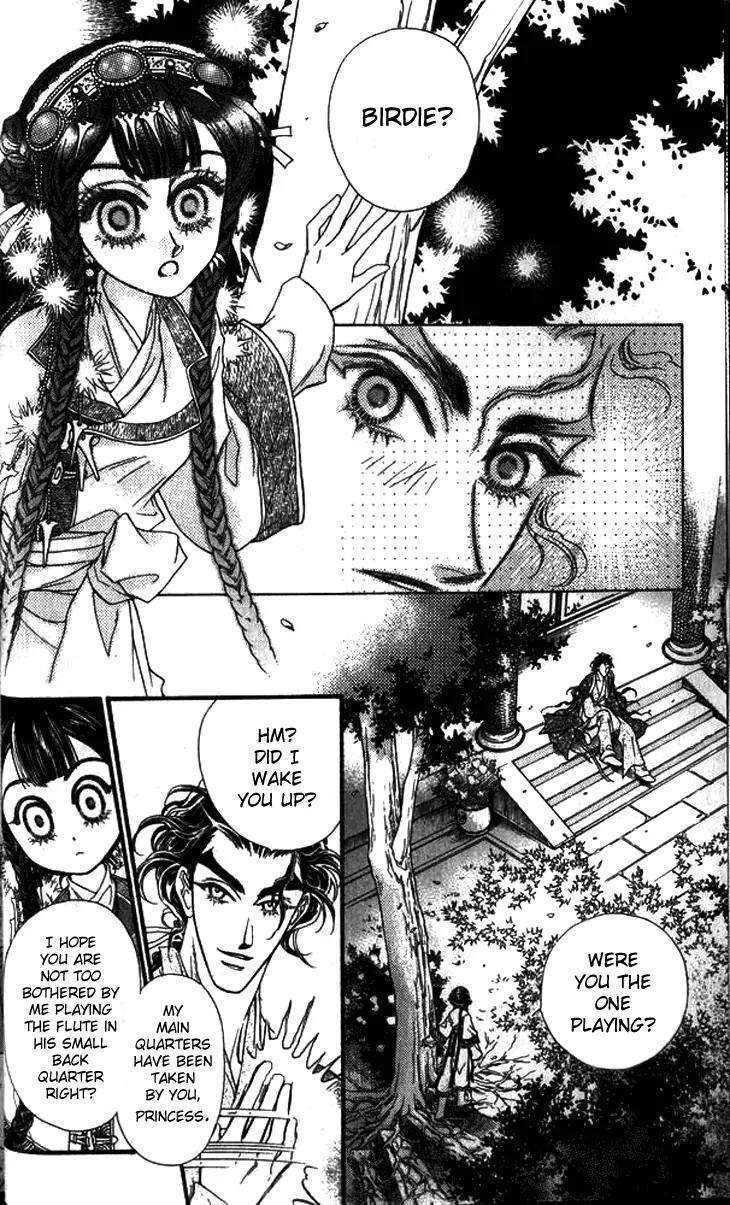 BIRDIE?
WERE
YOU THE
ONE
PLAYING?
HM?
DID I
WAKE
YOU UP?
MY
MAIN
QUARTERS
HAVE BEEN
TAKEN
BY YOU,
PRINCESS.
I HOPE
YOU ARE
NOT TOO
BOTHERED BY
ME PLAYING
THE FLUTE IN
HIS SMALL
BACK
QUARTER
RIGHT?